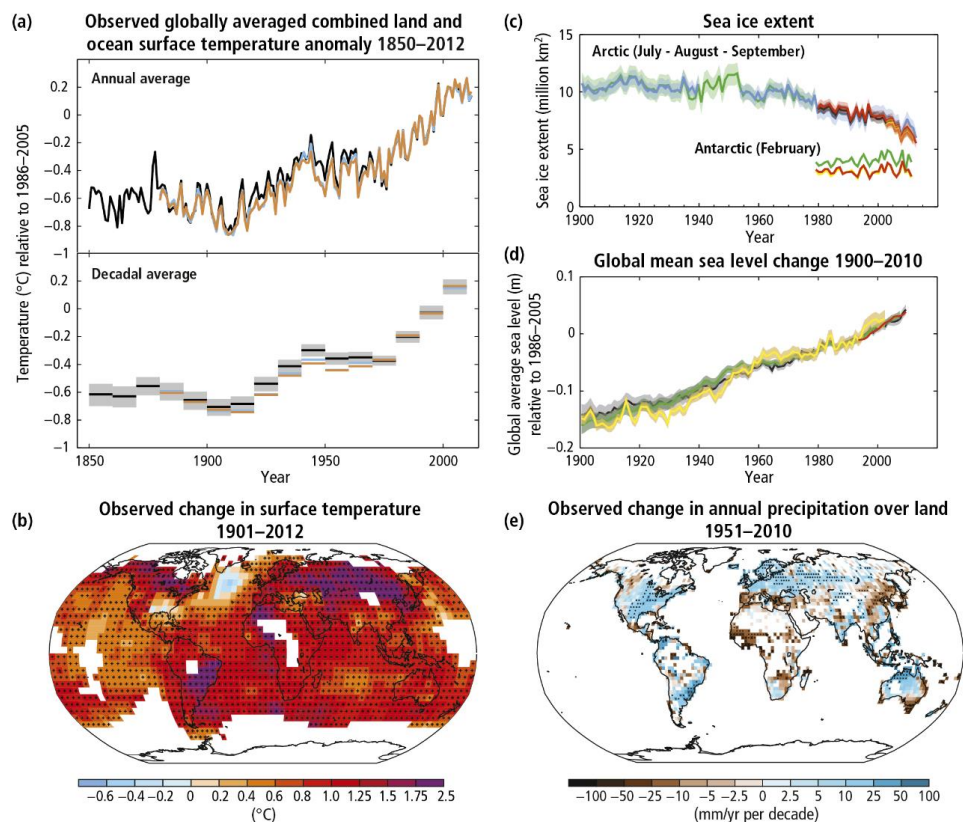 (a)
Observed globally averaged combined land and
ocean surface temperature anomaly 1850–2012
Annual average
0.2
0
−0.2
−0.4
−0.6
−0.8
−1
Decadal average
0.2
0
−0.2
−0.4
−0.6
−0.8
−1
Temperature (°C) relative to 1986–2005
1850
1900
1950
2000
Year
(c)
Sea ice extent
Arctic (July - August - September)
Antarctic (February)
15
10
5
0
Sea ice extent (million km²)
1900
1920
1940
1960
1980
2000
Year
(d)
Global mean sea level change 1900–2010
0.1
0
−0.1
−0.2
Global average sea level (m)
relative to 1986–2005
1900
1920
1940
1960
1980
2000
Year
(b)
Observed change in surface temperature
1901–2012
−0.6
−0.4
−0.2
0
0.2
0.4
0.6
0.8
1.0
1.25
1.5
1.75
2.5
(°C)
(e)
Observed change in annual precipitation over land
1951–2010
−100
−50
−25
−10
−5
−2.5
0
2.5
5
10
25
50
100
(mm/yr per decade)